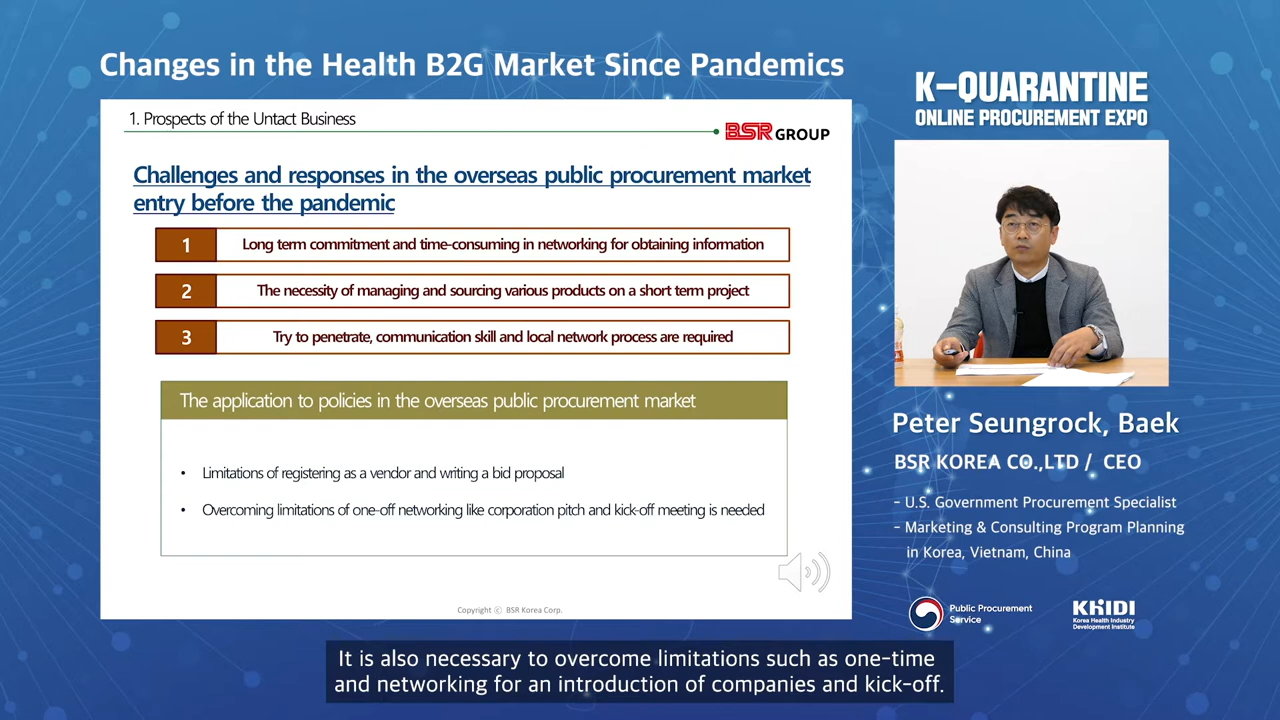 Changes in the Health B2G Market Since Pandemics
1. Prospects of the Untact Business
BSR GROUP
Challenges and responses in the overseas public procurement market
entry before the pandemic
1 Long term commitment and time-consuming in networking for obtaining information
2 The necessity of managing and sourcing various products on a short term project
3 Try to penetrate, communication skill and local network process are required
The application to policies in the overseas public procurement market
• Limitations of registering as a vendor and writing a bid proposal
• Overcoming limitations of one-off networking like corporation pitch and kick-off meeting is needed
Copyright ⓒ BSR Korea Corp.
K-QUARANTINE
ONLINE PROCUREMENT EXPO
Peter Seungrock, Baek
BSR KOREA CO.,LTD / CEO
- U.S. Government Procurement Specialist
- Marketing & Consulting Program Planning
in Korea, Vietnam, China
Public Procurement
Service
KHIDI
Korea Health Industry
Development Institute
It is also necessary to overcome limitations such as one-time
and networking for an introduction of companies and kick-off.